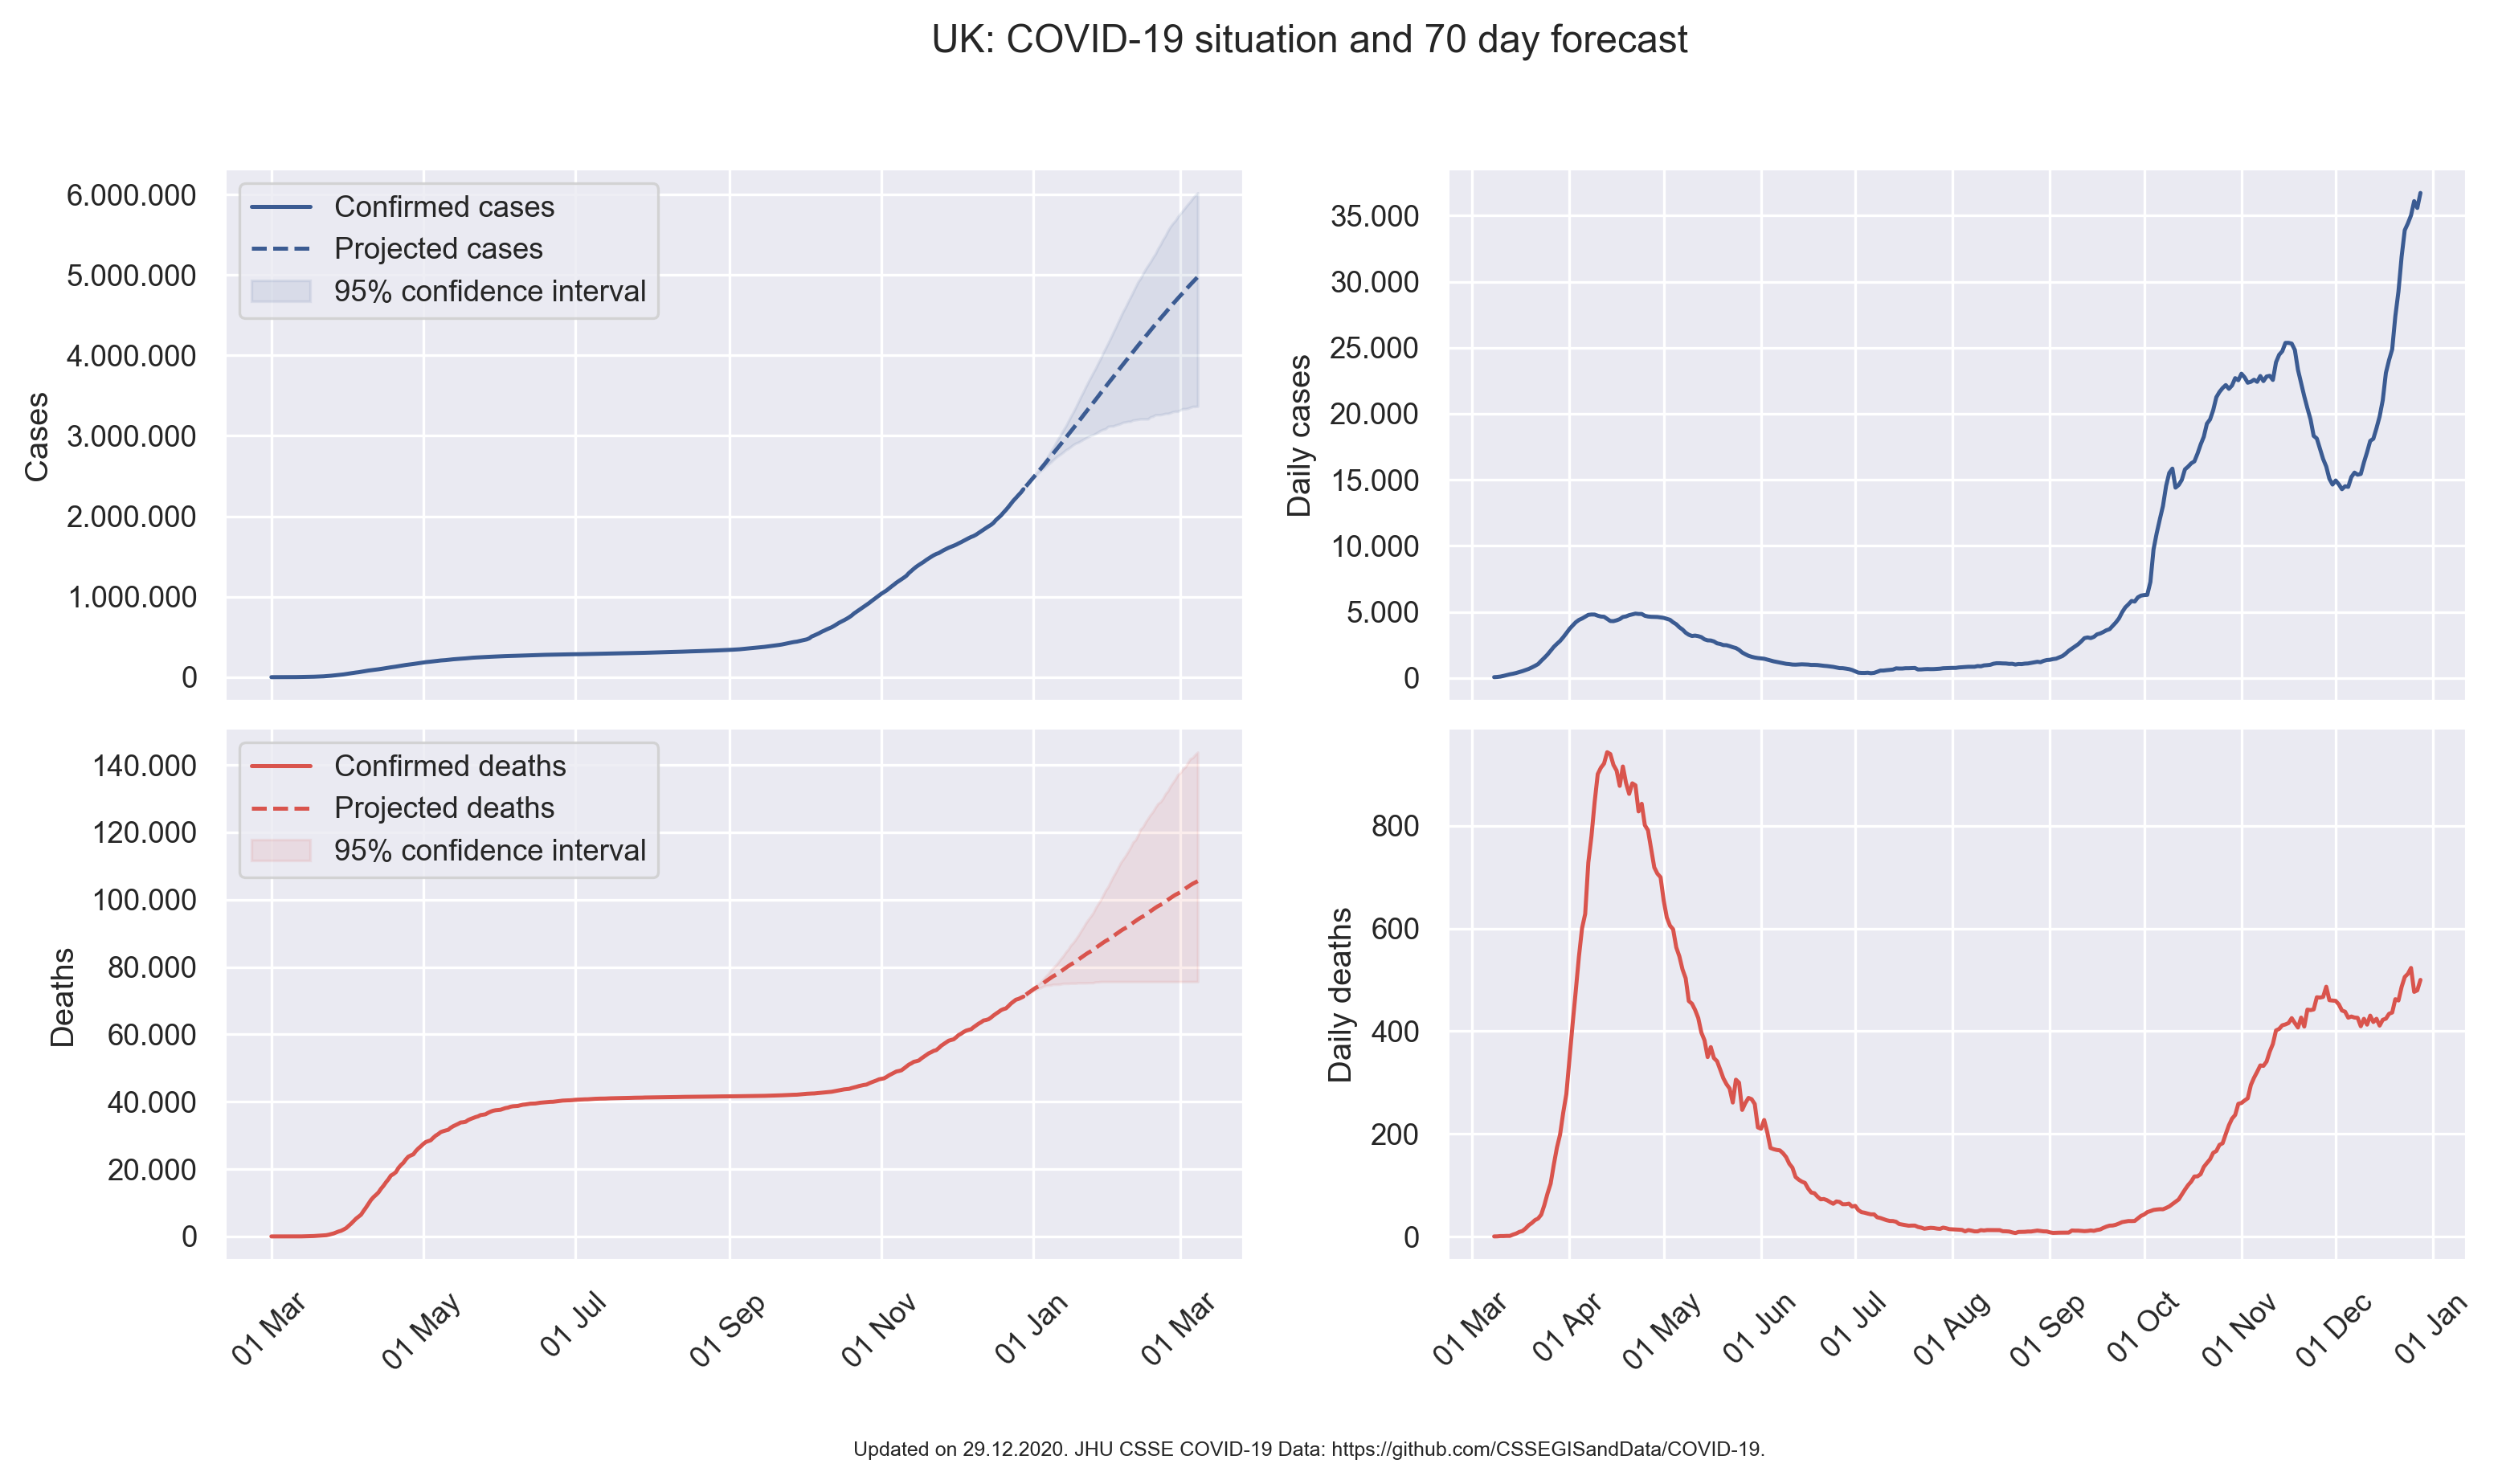 UK: COVID-19 situation and 70 day forecast
6.000.000
5.000.000
4.000.000
3.000.000
2.000.000
1.000.000
0
Cases
Confirmed cases
Projected cases
95% confidence interval
35.000
30.000
25.000
20.000
15.000
10.000
5.000
0
Daily cases
140.000
120.000
100.000
80.000
60.000
40.000
20.000
0
Deaths
Confirmed deaths
Projected deaths
95% confidence interval
01 Mar
01 May
01 Jul
01 Sep
01 Nov
01 Jan
01 Mar
800
600
400
200
0
Daily deaths
01 Mar
01 Apr
01 May
01 Jun
01 Jul
01 Aug
01 Sep
01 Oct
01 Nov
01 Dec
01 Jan
Updated on 29.12.2020. JHU CSSE COVID-19 Data: https://github.com/CSSEGISandData/COVID-19.